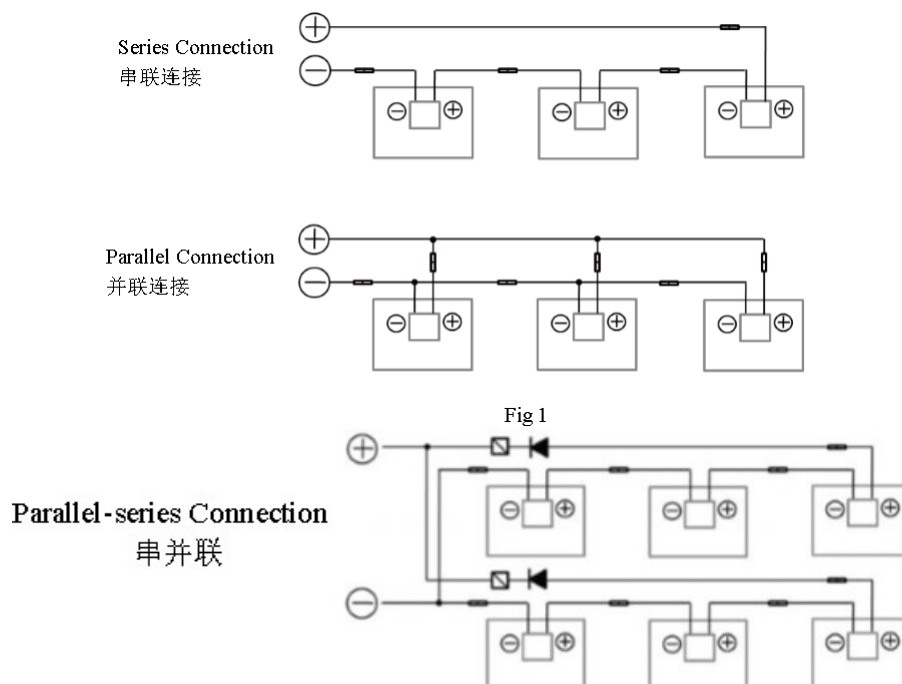 Series Connection
串联连接
Parallel Connection
并联连接
Fig 1
Parallel-series Connection
串并联